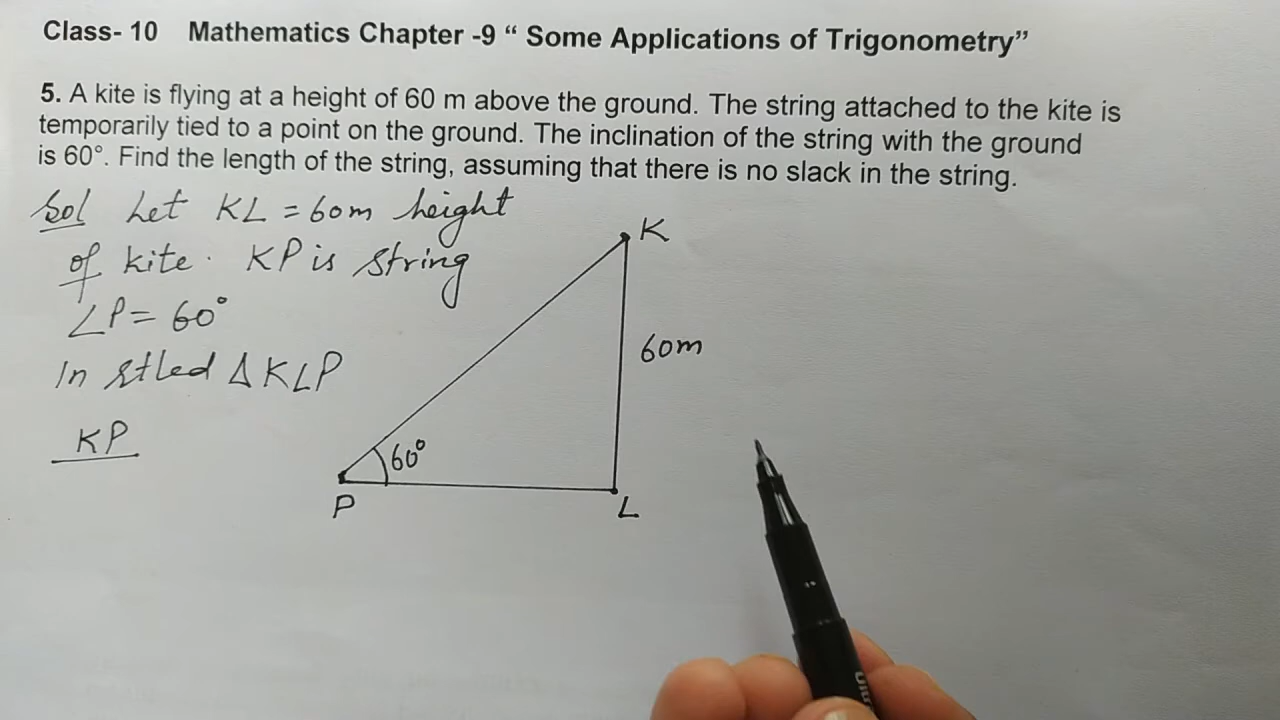 Class- 10 Mathematics Chapter -9 “ Some Applications of Trigonometry”
5. A kite is flying at a height of 60 m above the ground. The string attached to the kite is
temporarily tied to a point on the ground. The inclination of the string with the ground
is 60°. Find the length of the string, assuming that there is no slack in the string.
Sol Let KL = 60m height
of kite. KP is string
∠P = 60°
In rtled ΔKLP
KP
K
60m
60°
P
L